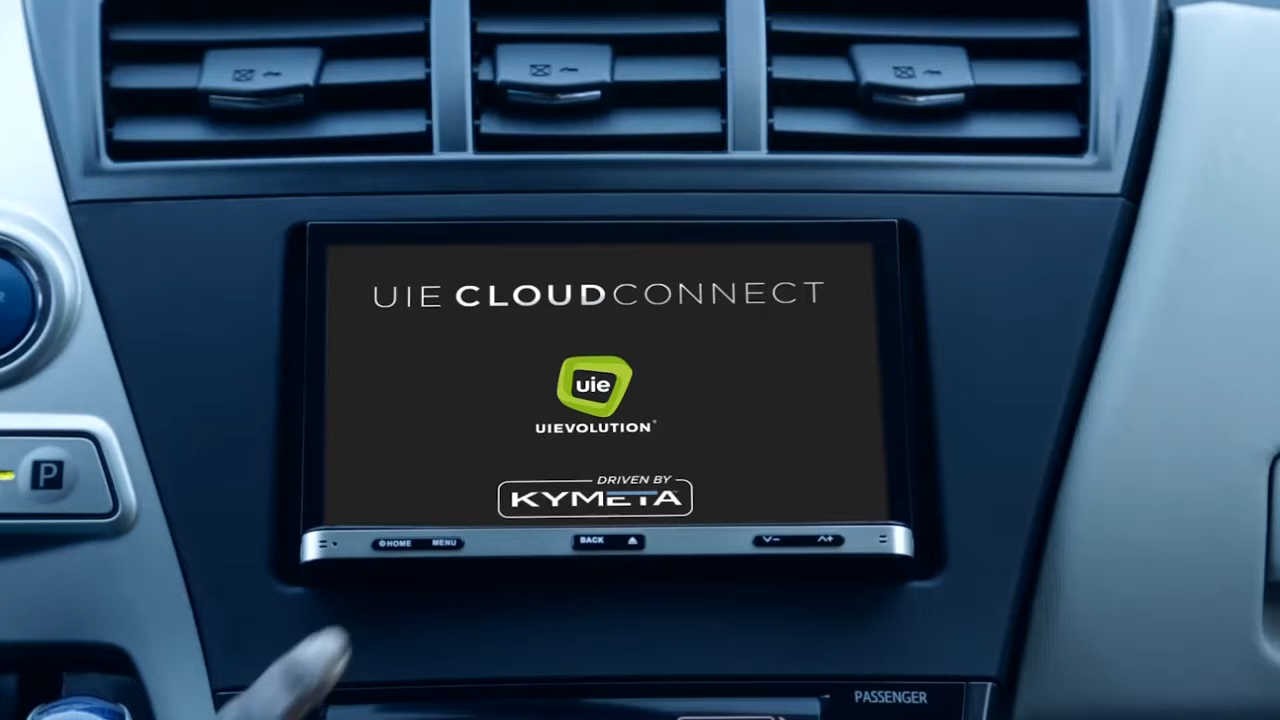 UIE CLOUDCONNECT
uie
UIEVOLUTION
DRIVEN BY
KYMETA
HOME MENU BACK V- Λ+
P
PASSENGER